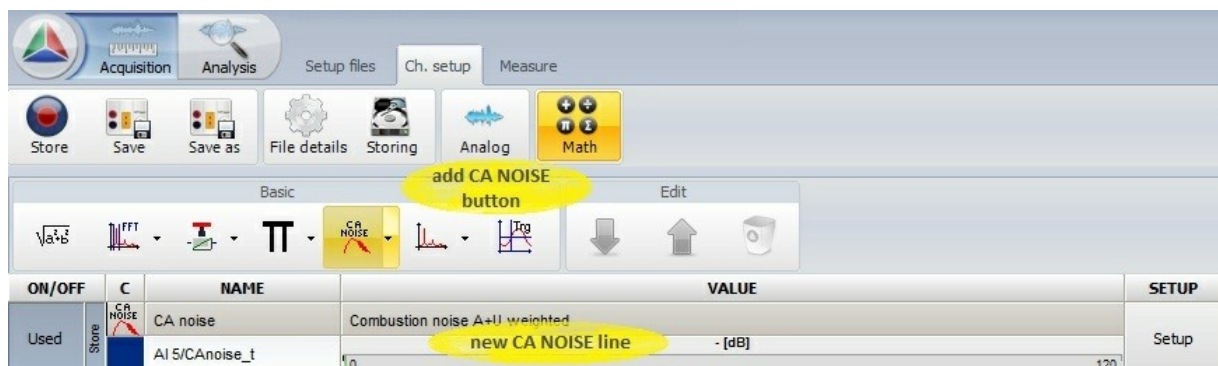 Acquisition Analysis Setup files Ch. setup Measure
Store Save Save as File details Storing Analog Math
add CA NOISE
button
Basic Edit
√a²+b² FFT π CA NOISE Trg
ON/OFF C NAME VALUE SETUP
Used Store CA NOISE CA noise Combustion noise A+U weighted Setup
new CA NOISE line
AI 5/CAnoise_t - [dB]
0 120